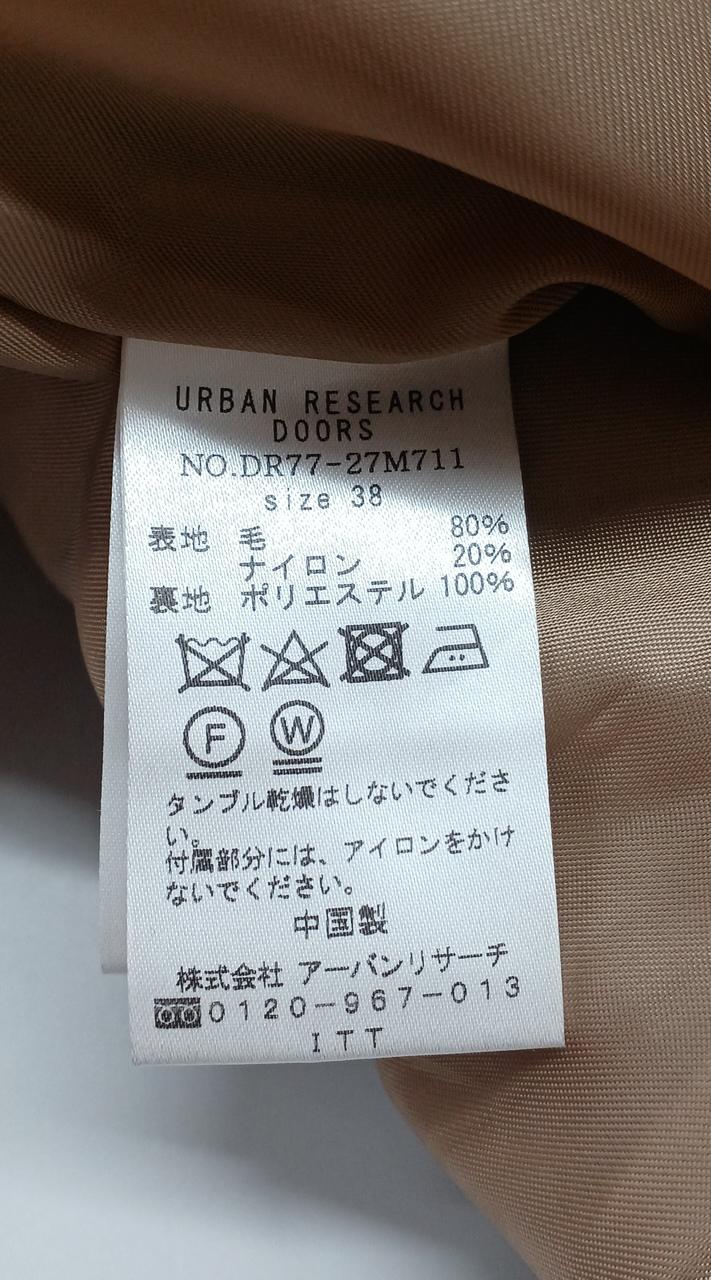 URBAN RESEARCH
DOORS
NO.DR77-27M711
size 38
表地 毛 80%
ナイロン 20%
裏地 ポリエステル 100%
F W
タンブル乾燥はしないでくださ
い。
付属部分には、アイロンをかけ
ないでください。
中国製
株式会社 アーバンリサーチ
0120-967-013
ITT